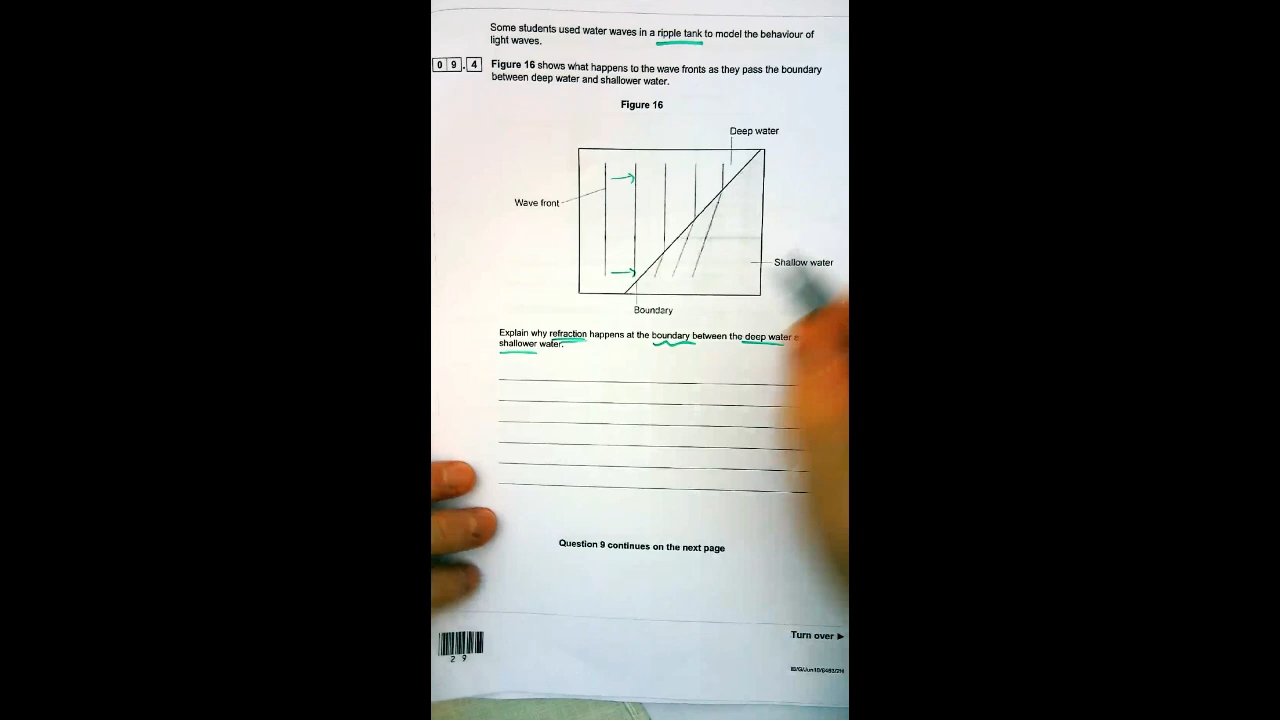 Some students used water waves in a ripple tank to model the behaviour of
light waves.
0 9 . 4 Figure 16 shows what happens to the wave fronts as they pass the boundary
between deep water and shallower water.
Figure 16
Deep water
Wave front
Shallow water
Boundary
Explain why refraction happens at the boundary between the deep water
shallower water.
Question 9 continues on the next page
Turn over ►
2 9